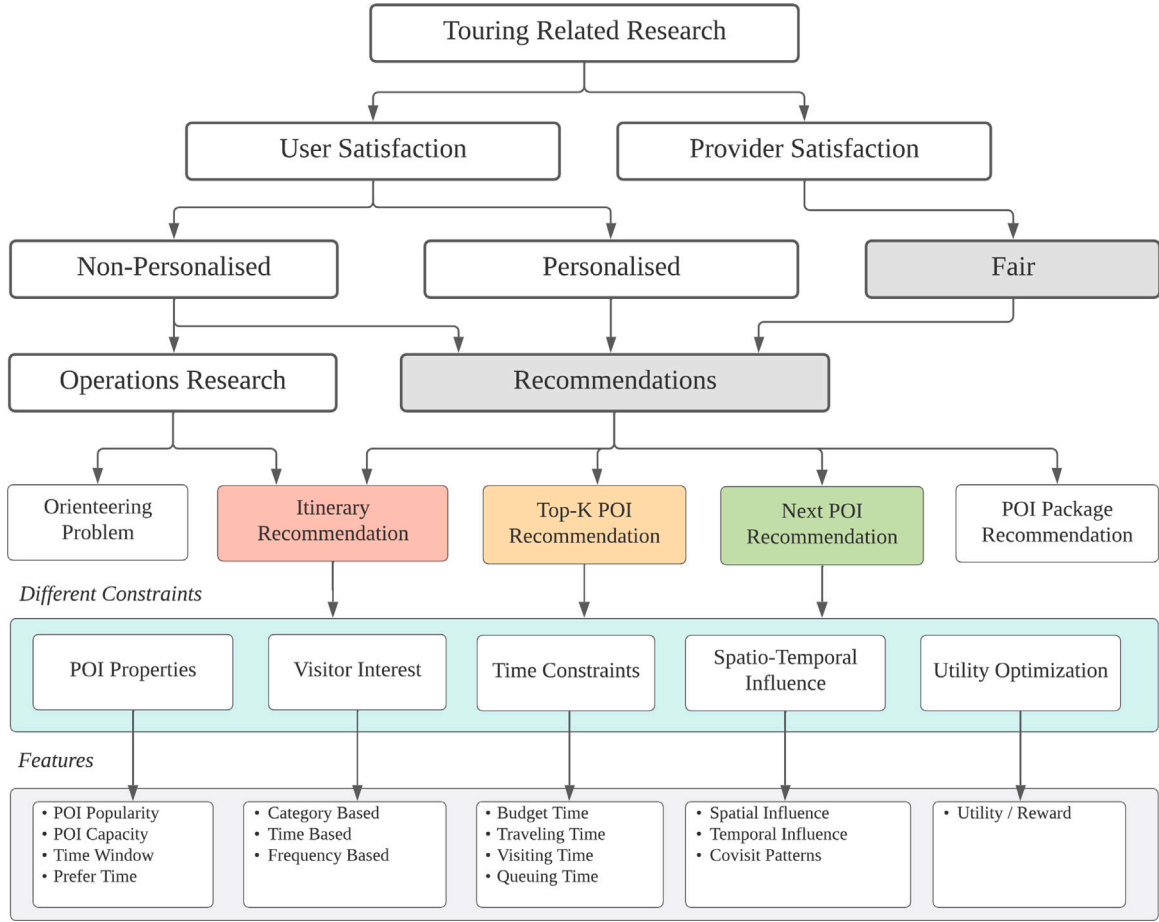 Touring Related Research
User Satisfaction
Provider Satisfaction
Non-Personalised
Personalised
Fair
Operations Research
Recommendations
Orienteering
Problem
Itinerary
Recommendation
Top-K POI
Recommendation
Next POI
Recommendation
POI Package
Recommendation
Different Constraints
POI Properties
Visitor Interest
Time Constraints
Spatio-Temporal
Influence
Utility Optimization
Features
• POI Popularity
• POI Capacity
• Time Window
• Prefer Time
• Category Based
• Time Based
• Frequency Based
• Budget Time
• Traveling Time
• Visiting Time
• Queuing Time
• Spatial Influence
• Temporal Influence
• Covisit Patterns
• Utility / Reward